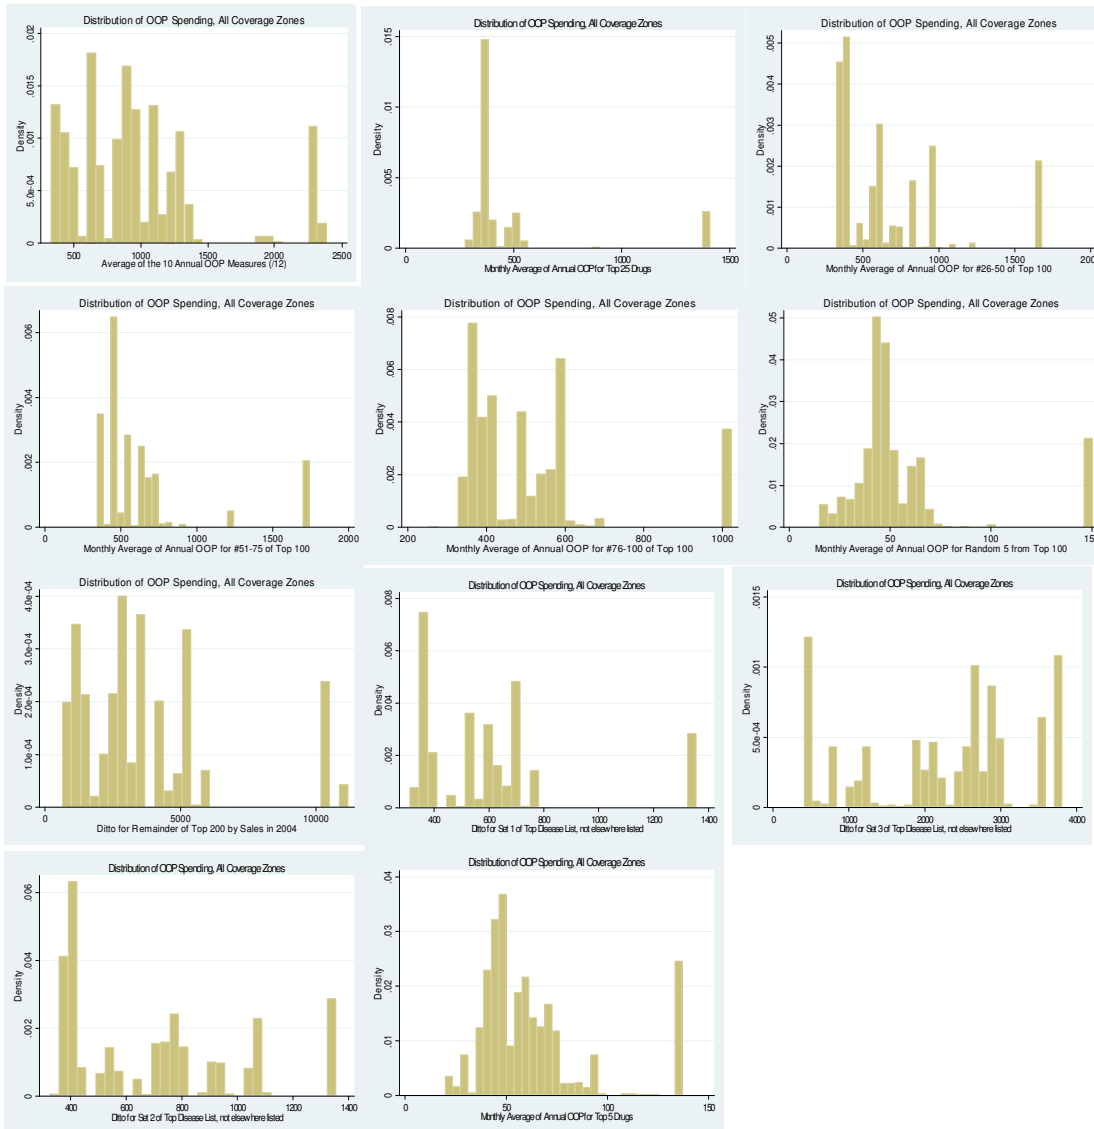 Distribution of OOP Spending, All Coverage Zones
Density
0
5.0e-04
.001
.0015
.002
500
1000
1500
2000
2500
Average of the 10 Annual OOP Measures (/12)
Distribution of OOP Spending, All Coverage Zones
Density
0
.005
.01
.015
0
500
1000
1500
Monthly Average of Annual OOP for Top 25 Drugs
Distribution of OOP Spending, All Coverage Zones
Density
0
.001
.002
.003
.004
.005
0
500
1000
1500
200
Monthly Average of Annual OOP for #26-50 of Top 100
Distribution of OOP Spending, All Coverage Zones
Density
0
.002
.004
.006
0
500
1000
1500
2000
Monthly Average of Annual OOP for #51-75 of Top 100
Distribution of OOP Spending, All Coverage Zones
Density
0
.002
.004
.006
.008
200
400
600
800
1000
Monthly Average of Annual OOP for #76-100 of Top 100
Distribution of OOP Spending, All Coverage Zones
Density
0
.01
.02
.03
.04
.05
0
50
100
15
Monthly Average of Annual OOP for Random 5 from Top 100
Distribution of OOP Spending, All Coverage Zones
Density
0
1.0e-04
2.0e-04
3.0e-04
4.0e-04
0
5000
10000
Ditto for Remainder of Top 200 by Sales in 2004
Distribution of OOP Spending, All Coverage Zones
Density
0
.002
.004
.006
.008
400
600
800
1000
1200
1400
Ditto for Set 1 of Top Disease List, not elsewhere listed
Distribution of OOP Spending, All Coverage Zones
Density
0
5.0e-04
.001
.0015
0
1000
2000
3000
4000
Ditto for Set 3 of Top Disease List, not elsewhere listed
Distribution of OOP Spending, All Coverage Zones
Density
0
.002
.004
.006
400
600
800
1000
1200
1400
Ditto for Set 2 of Top Disease List, not elsewhere listed
Distribution of OOP Spending, All Coverage Zones
Density
0
.01
.02
.03
.04
0
50
100
150
Monthly Average of Annual OOP for Top 5 Drugs